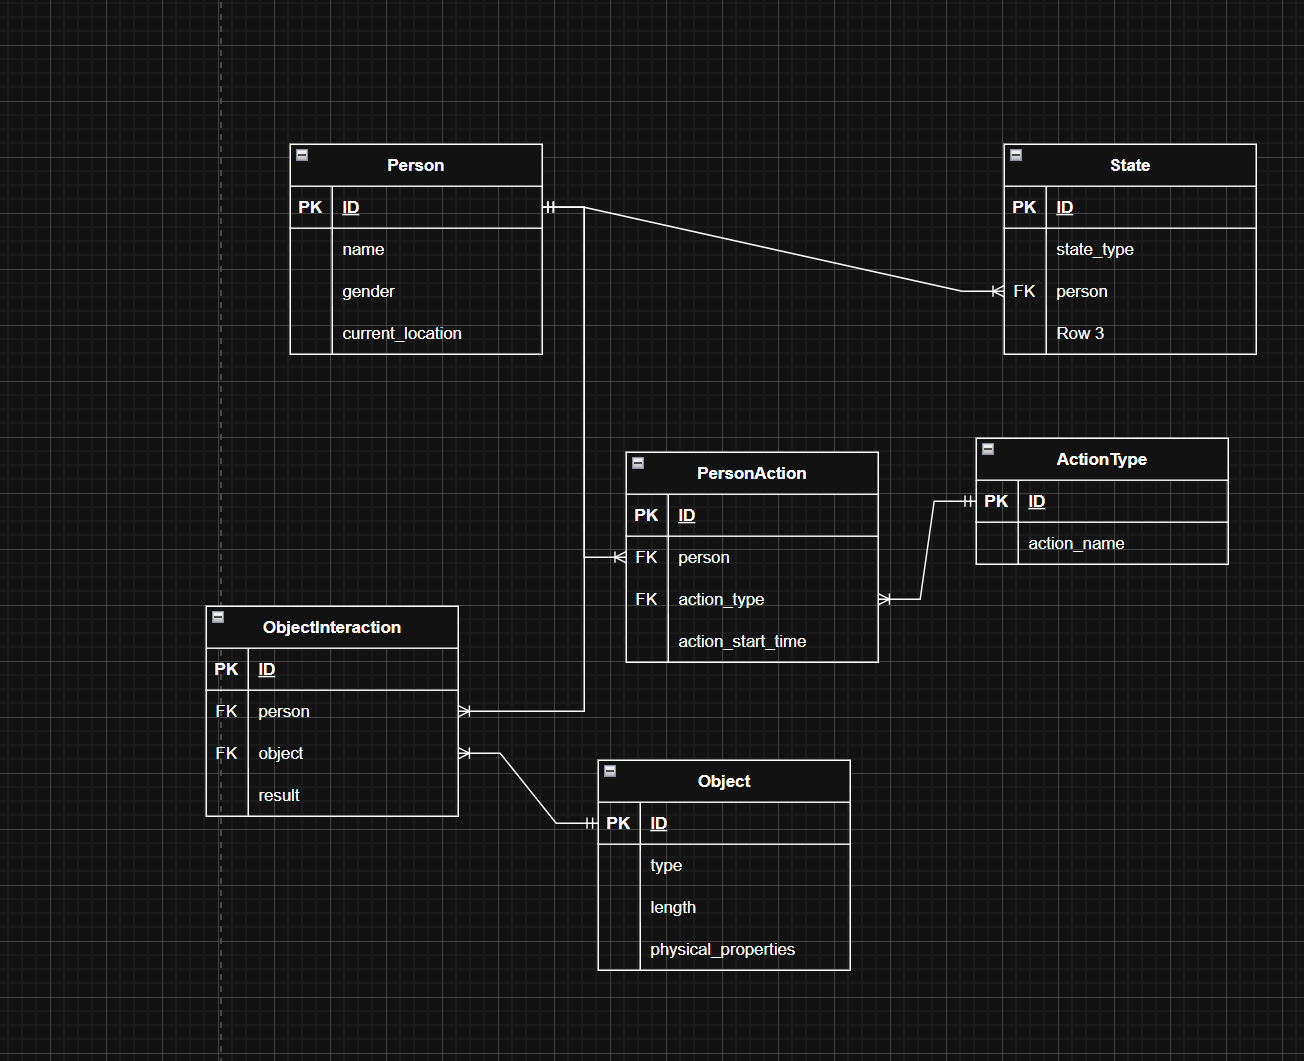 Person
PK ID
name
gender
current_location
State
PK ID
state_type
FK person
Row 3
PersonAction
PK ID
FK person
FK action_type
action_start_time
ActionType
PK ID
action_name
ObjectInteraction
PK ID
FK person
FK object
result
Object
PK ID
type
length
physical_properties